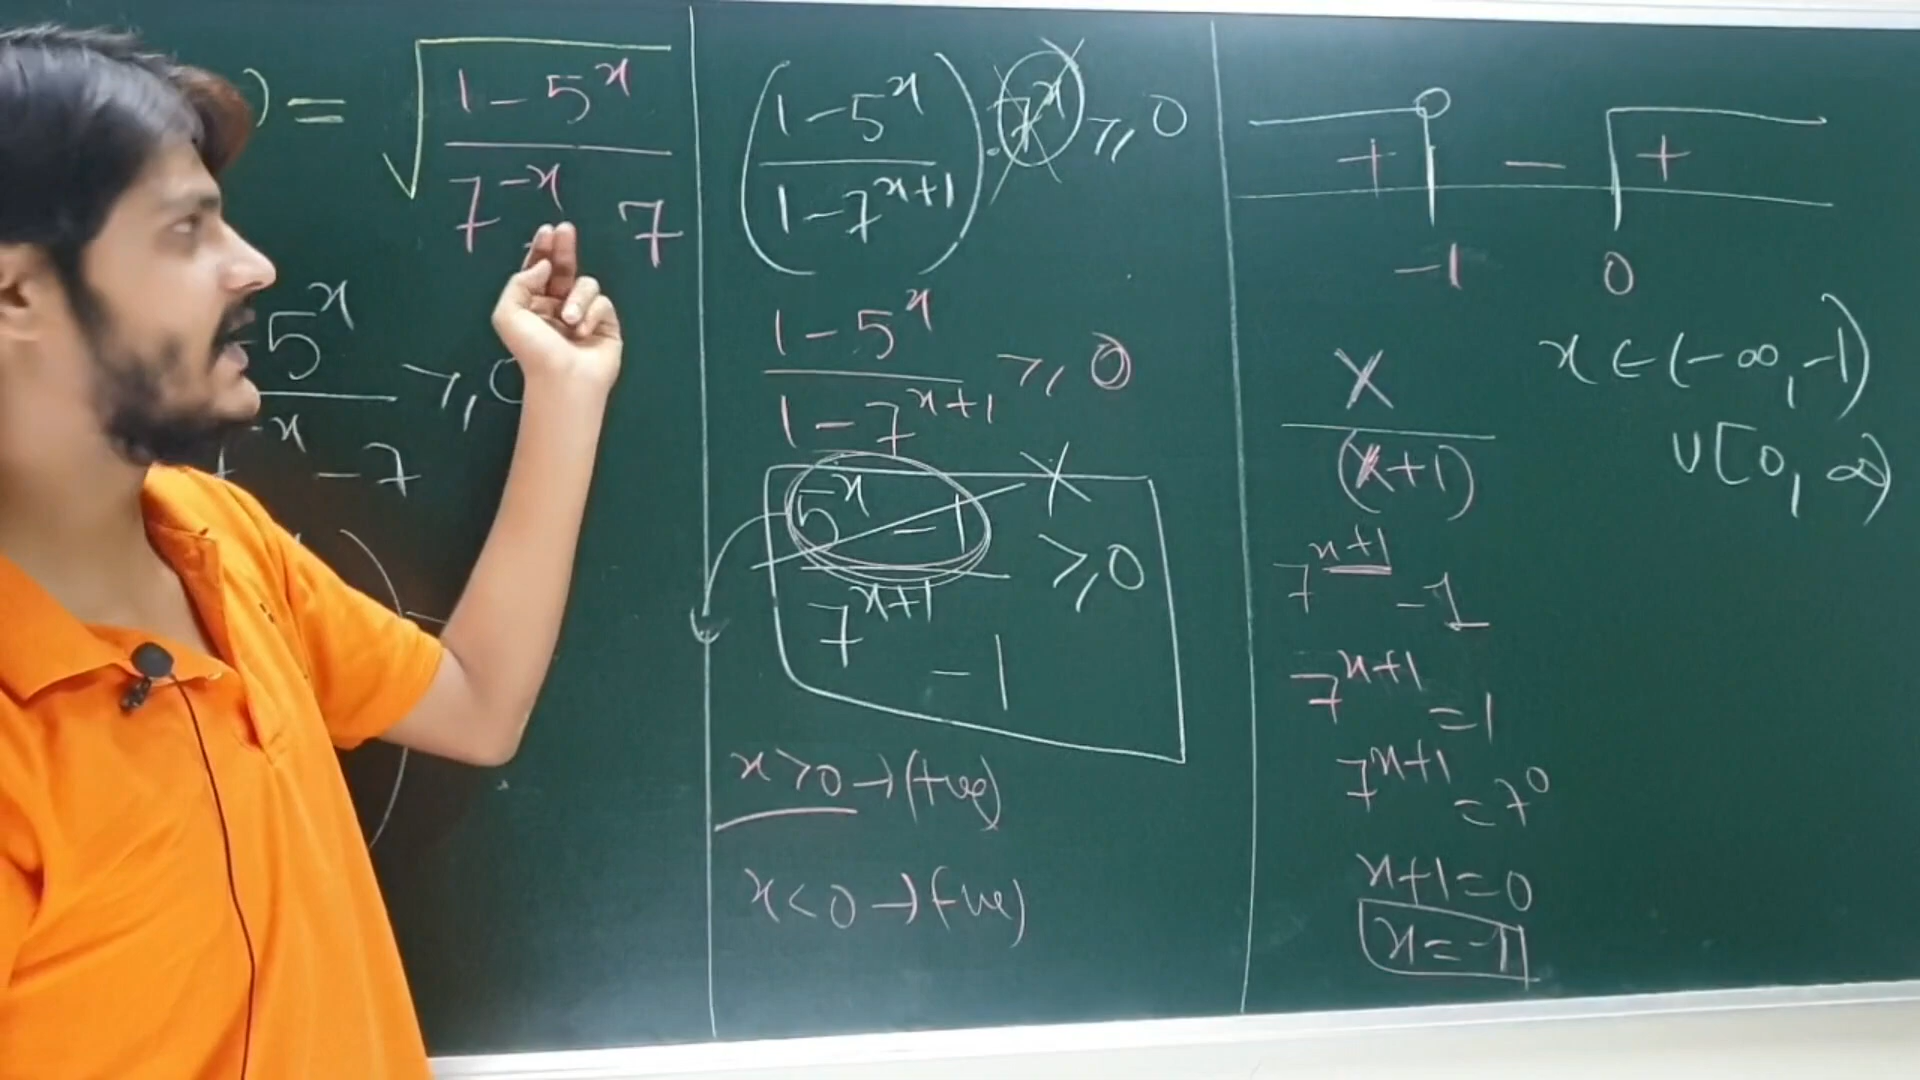 ) = √((1-5^x)/(7^-x - 7))
5^x / ^-x - 7 ≥ 0
((1-5^x)/(1-7^(x+1))) · 7^x ≥ 0
(1-5^x)/(1-7^(x+1)) ≥ 0
(5^x - 1)/(7^(x+1) - 1) ≥ 0
x
x>0 → (+ve)
x<0 → (-ve)
+ - +
-1 0
x/(x+1)
x ∈ (-∞, -1)
∪ [0, ∞)
7^(x+1) - 1
7^(x+1) = 1
7^(x+1) = 7^0
x+1=0
x=-1